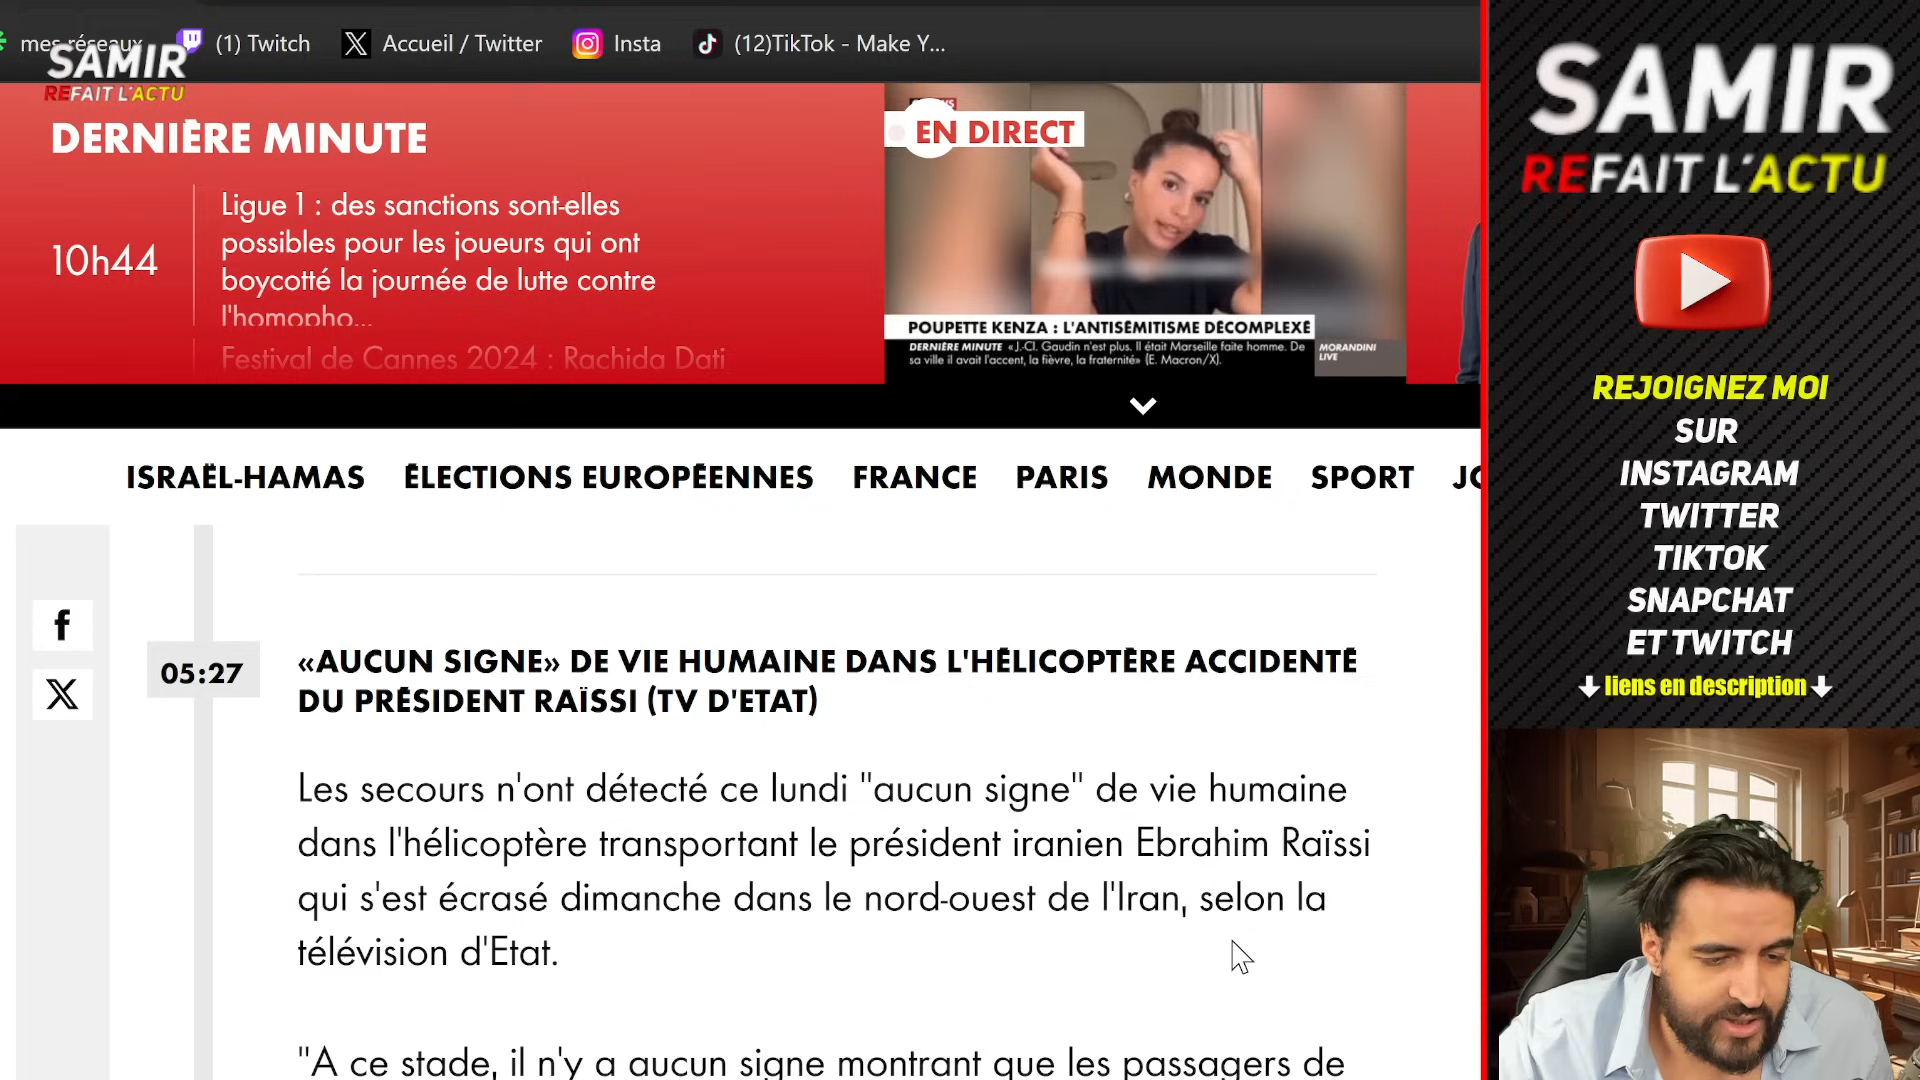 mes réseaux
(1) Twitch
Accueil / Twitter
Insta
(12)TikTok - Make Y...
SAMIR
REFAIT L'ACTU
DERNIÈRE MINUTE
10h44
Ligue 1 : des sanctions sont-elles
possibles pour les joueurs qui ont
boycotté la journée de lutte contre
l'homopho...
Festival de Cannes 2024 : Rachida Dati
EN DIRECT
POUPETTE KENZA : L'ANTISÉMITISME DÉCOMPLEXÉ
DERNIÈRE MINUTE «J.-Cl. Gaudin n'est plus. Il était Marseille faite homme. De
sa ville il avait l'accent, la fièvre, la fraternité» (E. Macron/X).
MORANDINI
LIVE
ISRAËL-HAMAS ÉLECTIONS EUROPÉENNES FRANCE PARIS MONDE SPORT JO
f
X
05:27
«AUCUN SIGNE» DE VIE HUMAINE DANS L'HÉLICOPTÈRE ACCIDENTÉ
DU PRÉSIDENT RAÏSSI (TV D'ETAT)
Les secours n'ont détecté ce lundi "aucun signe" de vie humaine
dans l'hélicoptère transportant le président iranien Ebrahim Raïssi
qui s'est écrasé dimanche dans le nord-ouest de l'Iran, selon la
télévision d'Etat.
"A ce stade, il n'y a aucun signe montrant que les passagers de
SAMIR
REFAIT L'ACTU
REJOIGNEZ MOI
SUR
INSTAGRAM
TWITTER
TIKTOK
SNAPCHAT
ET TWITCH
liens en description